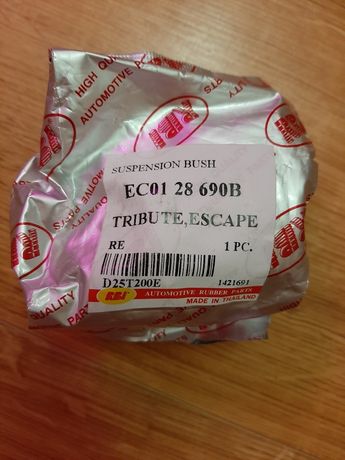 HIGH QUALITY
AUTOMOTIVE PARTS
SUSPENSION BUSH
EC01 28 690B
TRIBUTE,ESCAPE
RE 1 PC.
D25T200E 1421691
RBI AUTOMOTIVE RUBBER PARTS
MADE IN THAILAND